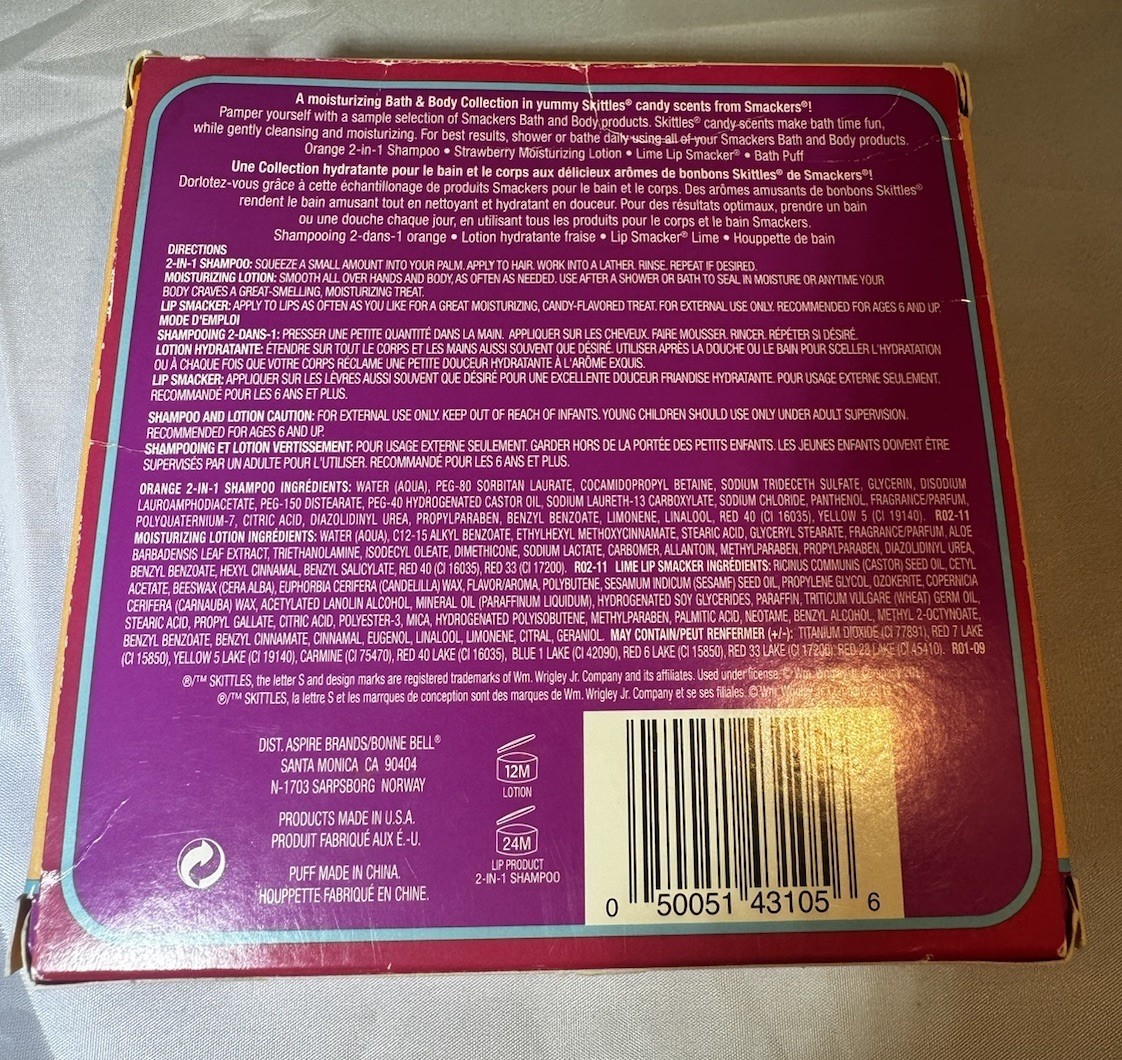 A moisturizing Bath & Body Collection in yummy Skittles® candy scents from Smackers®!
Pamper yourself with a sample selection of Smackers Bath and Body products. Skittles® candy scents make bath time fun,
while gently cleansing and moisturizing. For best results, shower or bathe daily using all of your Smackers Bath and Body products.
Orange 2-in-1 Shampoo • Strawberry Moisturizing Lotion • Lime Lip Smacker® • Bath Puff
Une Collection hydratante pour le bain et le corps aux délicieux arômes de bonbons Skittles® de Smackers®!
Dorlotez-vous grâce à cette échantillonage de produits Smackers pour le bain et le corps. Des arômes amusants de bonbons Skittles®
rendent le bain amusant tout en nettoyant et hydratant en douceur. Pour des résultats optimaux, prendre un bain
ou une douche chaque jour, en utilisant tous les produits pour le corps et le bain Smackers.
Shampooing 2-dans-1 orange • Lotion hydratante fraise • Lip Smacker® Lime • Houppette de bain
DIRECTIONS
2-IN-1 SHAMPOO: SQUEEZE A SMALL AMOUNT INTO YOUR PALM, APPLY TO HAIR. WORK INTO A LATHER. RINSE. REPEAT IF DESIRED.
MOISTURIZING LOTION: SMOOTH ALL OVER HANDS AND BODY, AS OFTEN AS NEEDED. USE AFTER A SHOWER OR BATH TO SEAL IN MOISTURE OR ANYTIME YOUR
BODY CRAVES A GREAT-SMELLING, MOISTURIZING TREAT.
LIP SMACKER: APPLY TO LIPS AS OFTEN AS YOU LIKE FOR A GREAT MOISTURIZING, CANDY-FLAVORED TREAT. FOR EXTERNAL USE ONLY. RECOMMENDED FOR AGES 6 AND UP.
MODE D'EMPLOI
SHAMPOOING 2-DANS-1: PRESSER UNE PETITE QUANTITÉ DANS LA MAIN. APPLIQUER SUR LES CHEVEUX. FAIRE MOUSSER. RINCER. RÉPÉTER SI DÉSIRÉ.
LOTION HYDRATANTE: ÉTENDRE SUR TOUT LE CORPS ET LES MAINS AUSSI SOUVENT QUE DÉSIRÉ. UTILISER APRÈS LA DOUCHE OU LE BAIN POUR SCELLER L'HYDRATATION
OU À CHAQUE FOIS QUE VOTRE CORPS RÉCLAME UNE PETITE DOUCEUR HYDRATANTE À L'ARÔME EXQUIS.
LIP SMACKER: APPLIQUER SUR LES LÈVRES AUSSI SOUVENT QUE DÉSIRÉ POUR UNE EXCELLENTE DOUCEUR FRIANDISE HYDRATANTE. POUR USAGE EXTERNE SEULEMENT.
RECOMMANDÉ POUR LES 6 ANS ET PLUS.
SHAMPOO AND LOTION CAUTION: FOR EXTERNAL USE ONLY. KEEP OUT OF REACH OF INFANTS. YOUNG CHILDREN SHOULD USE ONLY UNDER ADULT SUPERVISION.
RECOMMENDED FOR AGES 6 AND UP.
SHAMPOOING ET LOTION VERTISSEMENT: POUR USAGE EXTERNE SEULEMENT. GARDER HORS DE LA PORTÉE DES PETITS ENFANTS. LES JEUNES ENFANTS DOIVENT ÊTRE
SUPERVISÉS PAR UN ADULTE POUR L'UTILISER. RECOMMANDÉ POUR LES 6 ANS ET PLUS.
ORANGE 2-IN-1 SHAMPOO INGRÉDIENTS: WATER (AQUA), PEG-80 SORBITAN LAURATE, COCAMIDOPROPYL BETAINE, SODIUM TRIDECETH SULFATE, GLYCERIN, DISODIUM
LAUROAMPHODIACETATE, PEG-150 DISTEARATE, PEG-40 HYDROGENATED CASTOR OIL, SODIUM LAURETH-13 CARBOXYLATE, SODIUM CHLORIDE, PANTHENOL, FRAGRANCE/PARFUM,
POLYQUATERNIUM-7, CITRIC ACID, DIAZOLIDINYL UREA, PROPYLPARABEN, BENZYL BENZOATE, LIMONENE, LINALOOL, RED 40 (CI 16035), YELLOW 5 (CI 19140). R02-11
MOISTURIZING LOTION INGRÉDIENTS: WATER (AQUA), C12-15 ALKYL BENZOATE, ETHYLHEXYL METHOXYCINNAMATE, STEARIC ACID, GLYCERYL STEARATE, FRAGRANCE/PARFUM, ALOE
BARBADENSIS LEAF EXTRACT, TRIETHANOLAMINE, ISODECYL OLEATE, DIMETHICONE, SODIUM LACTATE, CARBOMER, ALLANTOIN, METHYLPARABEN, PROPYLPARABEN, DIAZOLIDINYL UREA,
BENZYL BENZOATE, HEXYL CINNAMAL, BENZYL SALICYLATE, RED 40 (CI 16035), RED 33 (CI 17200). R02-11 LIME LIP SMACKER INGRÉDIENTS: RICINUS COMMUNIS (CASTOR) SEED OIL, CETYL
ACETATE, BEESWAX (CERA ALBA), EUPHORBIA CERIFERA (CANDELILLA) WAX, FLAVOR/AROMA, POLYBUTENE, SESAMUM INDICUM (SESAMF) SEED OIL, PROPYLENE GLYCOL, OZOKERITE, COPERNICIA
CERIFERA (CARNAUBA) WAX, ACETYLATED LANOLIN ALCOHOL, MINERAL OIL (PARAFFINUM LIQUIDUM), HYDROGENATED SOY GLYCERIDES, PARAFFIN, TRITICUM VULGARE (WHEAT) GERM OIL,
STEARIC ACID, PROPYL GALLATE, CITRIC ACID, POLYESTER-3, MICA, HYDROGENATED POLYISOBUTENE, METHYLPARABEN, PALMITIC ACID, NEOTAME, BENZYL ALCOHOL, METHYL 2-OCTYNOATE,
BENZYL BENZOATE, BENZYL CINNAMATE, CINNAMAL, EUGENOL, LINALOOL, LIMONENE, CITRAL, GERANIOL. MAY CONTAIN/PEUT RENFERMER (+/-): TITANIUM DIOXIDE (CI 77891), RED 7 LAKE
(CI 15850), YELLOW 5 LAKE (CI 19140), CARMINE (CI 75470), RED 40 LAKE (CI 16035), BLUE 1 LAKE (CI 42090), RED 6 LAKE (CI 15850), RED 33 LAKE (CI 17200), RED 28 LAKE (CI 45410). R01-09
®/™ SKITTLES, the letter S and design marks are registered trademarks of Wm. Wrigley Jr. Company and its affiliates. Used under license. © Wm. Wrigley
®/™ SKITTLES, la lettre S et les marrques de conception sont des marques de Wm. Wrigley Jr. Company et se ses filiales. © Wm. Wrigley
DIST. ASPIRE BRANDS/BONNE BELL®
SANTA MONICA CA 90404
N-1703 SARPSBORG NORWAY
PRODUCTS MADE IN U.S.A.
PRODUIT FABRIQUÉ AUX É.-U.
PUFF MADE IN CHINA.
HOUPPETTE FABRIQUÉ EN CHINE.
12M
LOTION
24M
LIP PRODUCT
2-IN-1 SHAMPOO
0 50051 43105 6